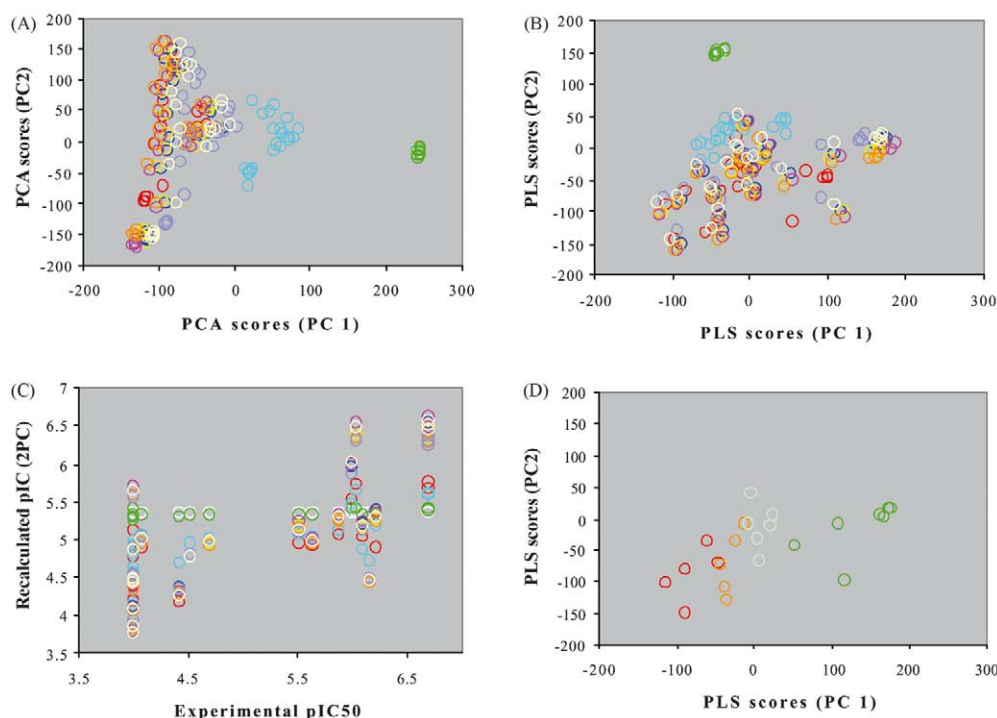 (A)
200
150
100
50
0
-50
-100
-150
-200
-200 -100 0 100 200 300
PCA scores (PC2)
PCA scores (PC 1)
(B)
200
150
100
50
0
-50
-100
-150
-200
-200 -100 0 100 200 300
PLS scores (PC2)
PLS scores (PC 1)
(C)
7
6.5
6
5.5
5
4.5
4
3.5
3.5 4.5 5.5 6.5
Recalculated pIC (2PC)
Experimental pIC50
(D)
200
150
100
50
0
-50
-100
-150
-200
-200 -100 0 100 200 300
PLS scores (PC2)
PLS scores (PC 1)